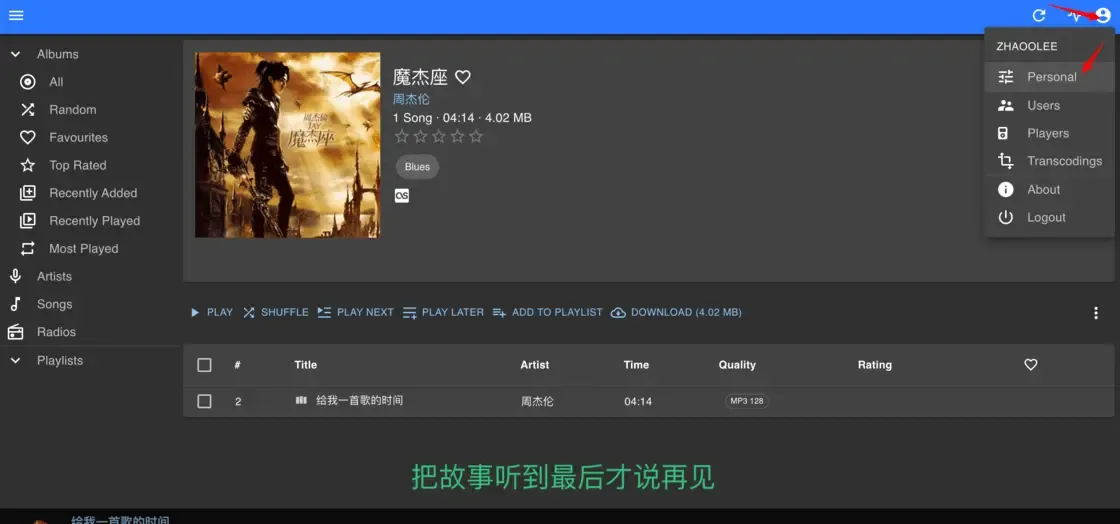 ZHAOOLEE
Personal
Users
Players
Transcodings
About
Logout
Albums
All
Random
Favourites
Top Rated
Recently Added
Recently Played
Most Played
Artists
Songs
Radios
Playlists
周杰伦
JAY
魔杰座
魔杰座
周杰伦
1 Song · 04:14 · 4.02 MB
Blues
PLAY SHUFFLE PLAY NEXT PLAY LATER ADD TO PLAYLIST DOWNLOAD (4.02 MB)
# Title Artist Time Quality Rating
2 给我一首歌的时间 周杰伦 04:14 MP3 128
把故事听到最后才说再见
给我一首歌的时间